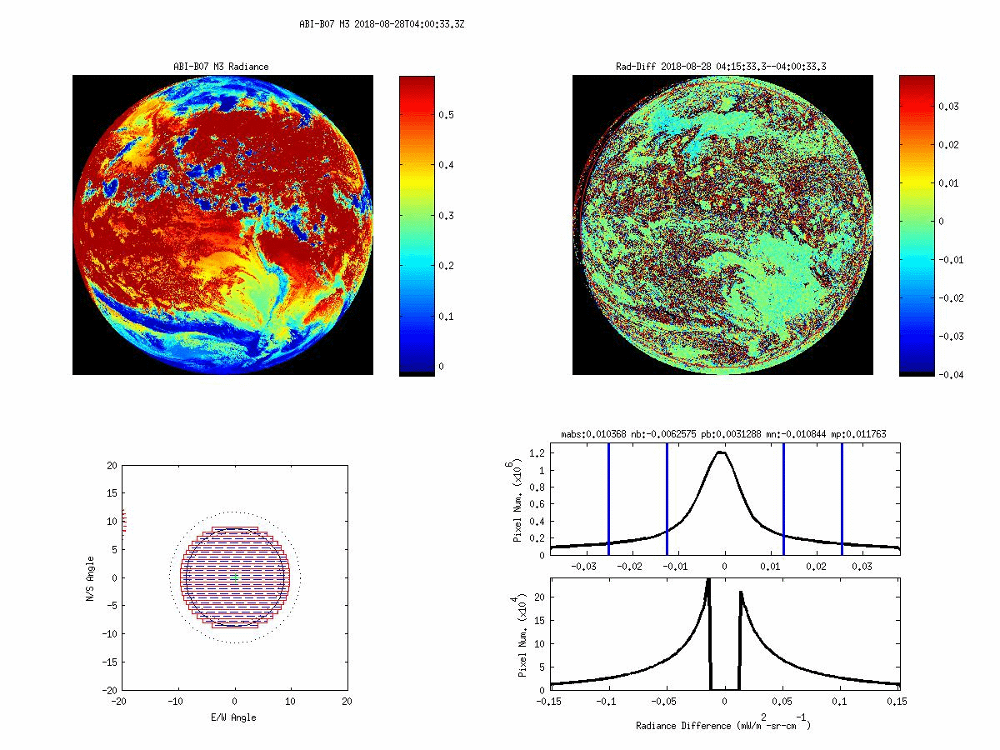 ABI-B07 M3 2018-08-28T04:00:33.3Z
ABI-B07 M3 Radiance
0.5
0.4
0.3
0.2
0.1
0
Rad-Diff 2018-08-28 04:15:33.3--04:00:33.3
0.03
0.02
0.01
0
-0.01
-0.02
-0.03
-0.04
20
15
10
5
0
-5
-10
-15
-20
N/S Angle
-20 -10 0 10 20
E/W Angle
mabs:0.010368 nb:-0.0062575 pb:0.0031288 mn:-0.010844 mp:0.011763
1.2
1
0.8
0.6
0.4
0.2
0
Pixel Num. (x10^6)
-0.03 -0.02 -0.01 0 0.01 0.02 0.03
20
15
10
5
0
Pixel Num. (x10^4)
-0.15 -0.1 -0.05 0 0.05 0.1 0.15
Radiance Difference (mW/m^2-sr-cm^-1)